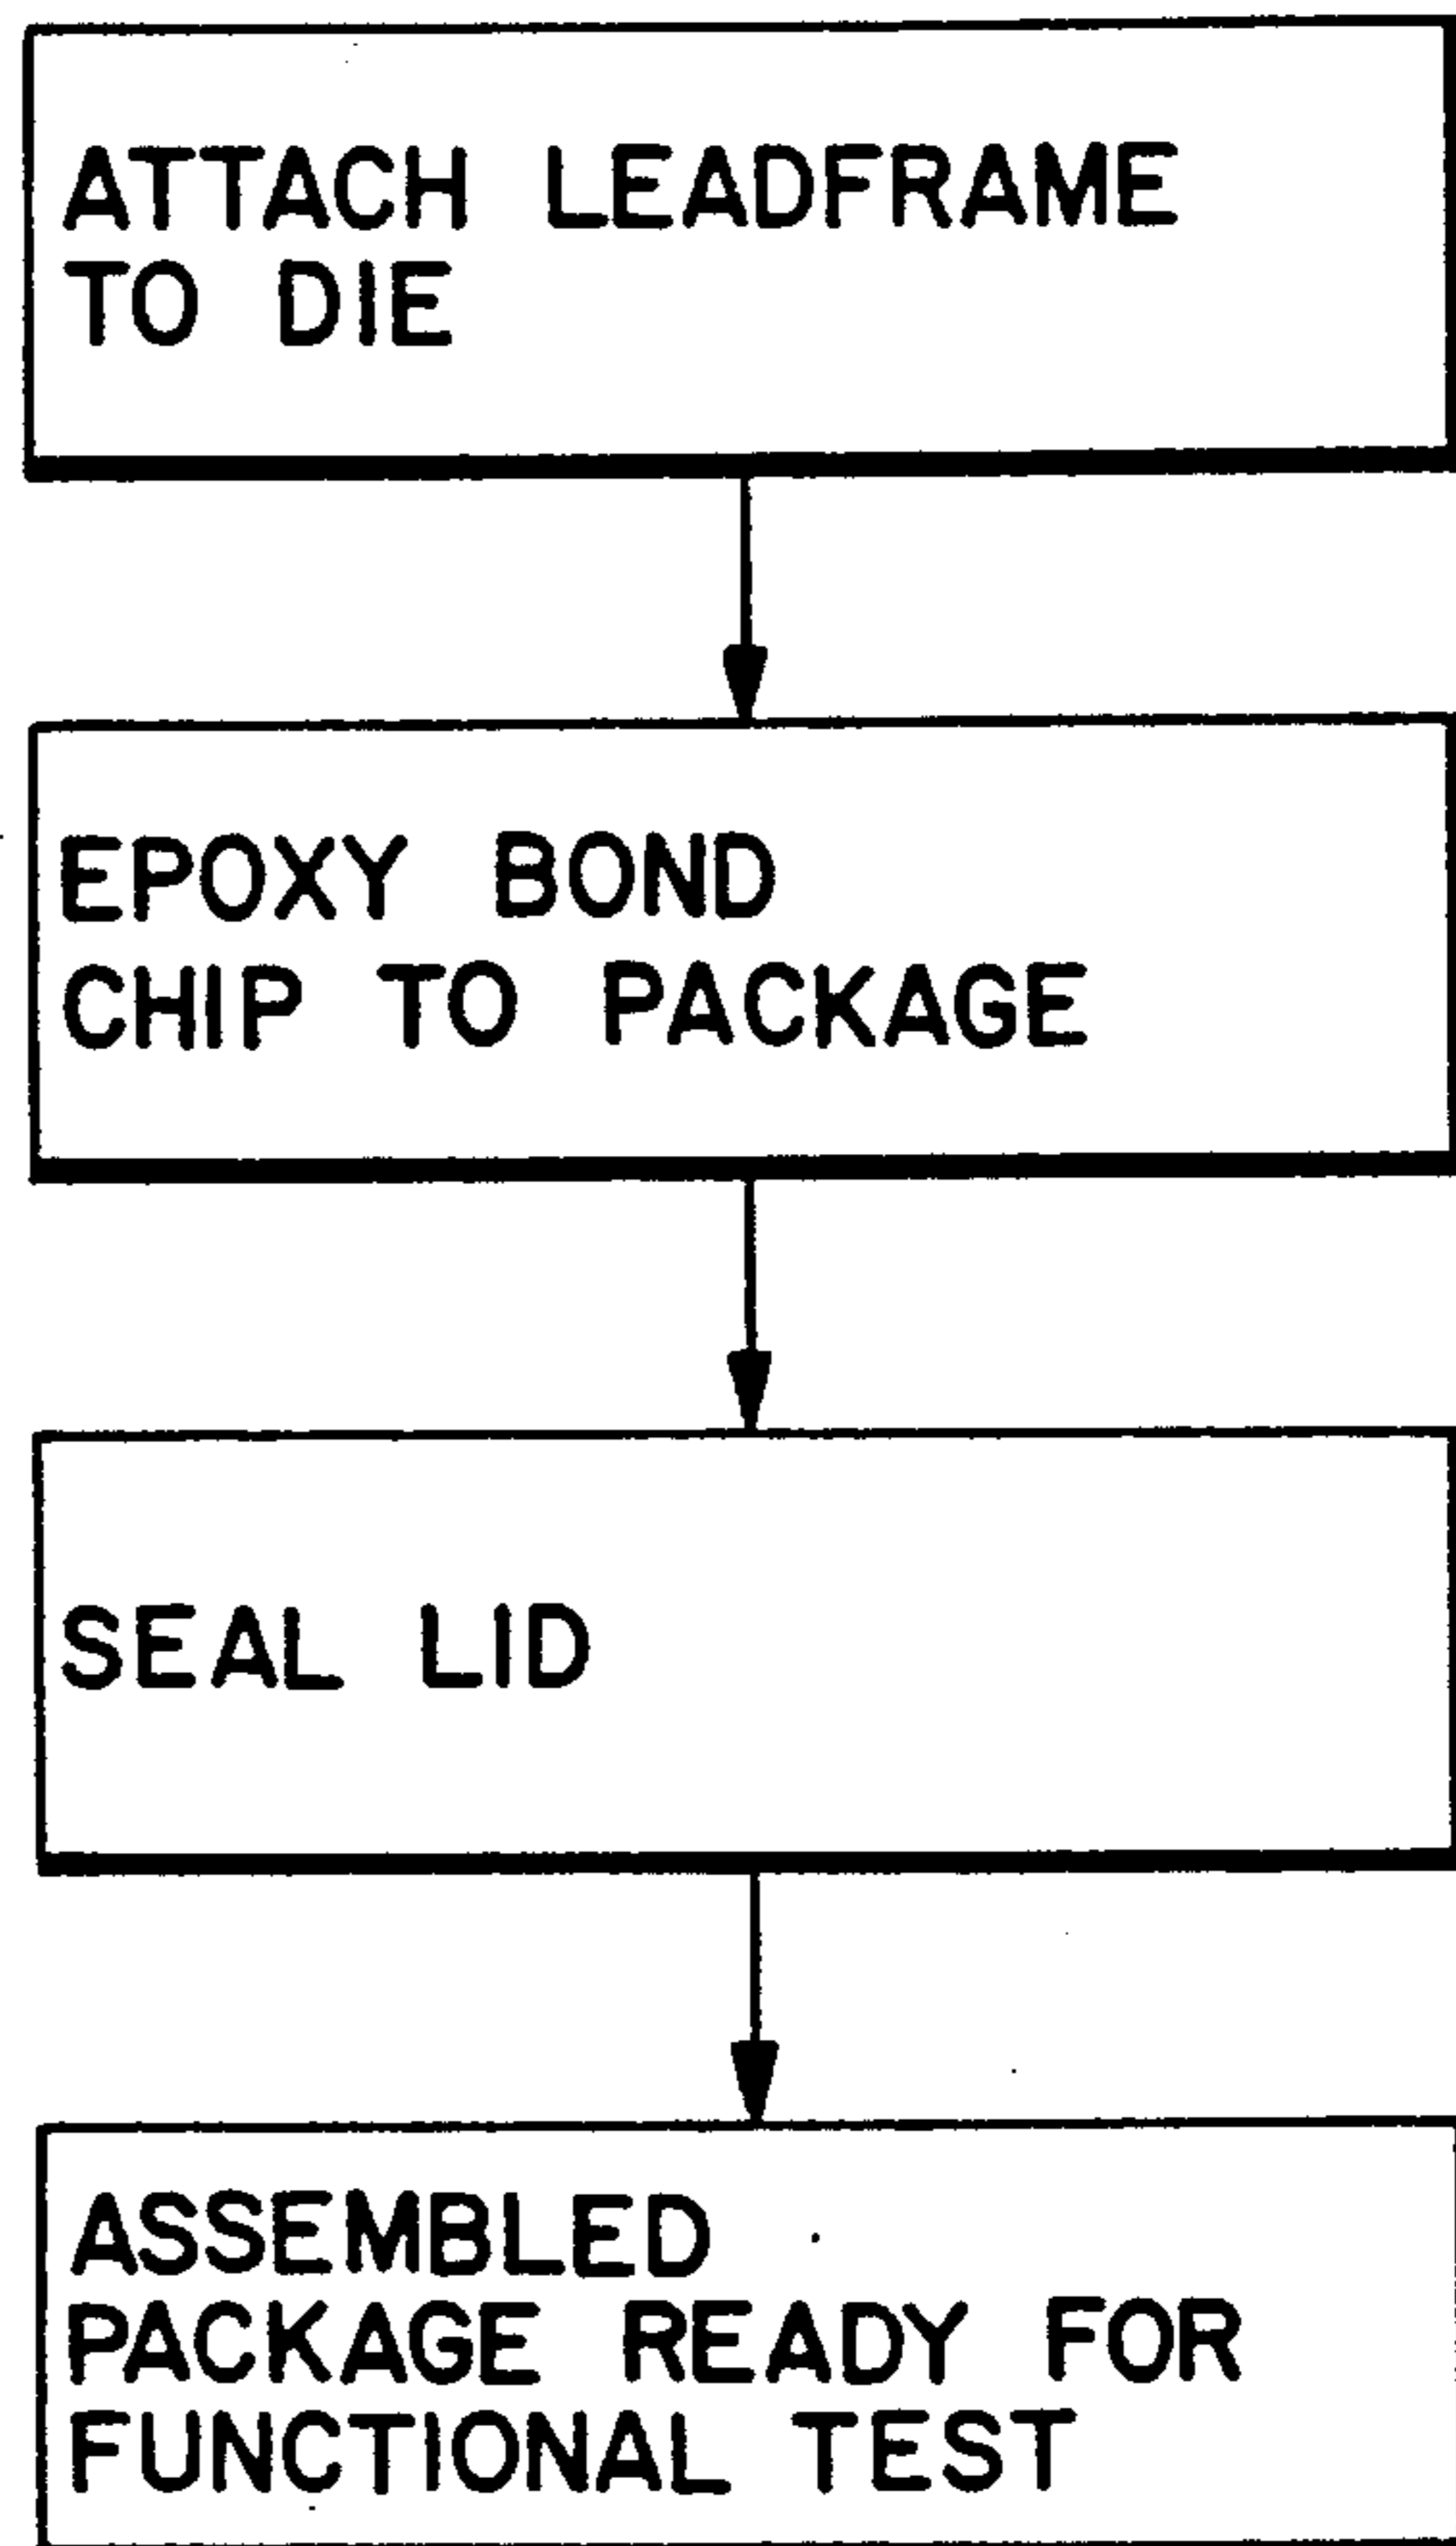 ATTACH LEADFRAME
TO DIE
EPOXY BOND
CHIP TO PACKAGE
SEAL LID
ASSEMBLED
PACKAGE READY FOR
FUNCTIONAL TEST